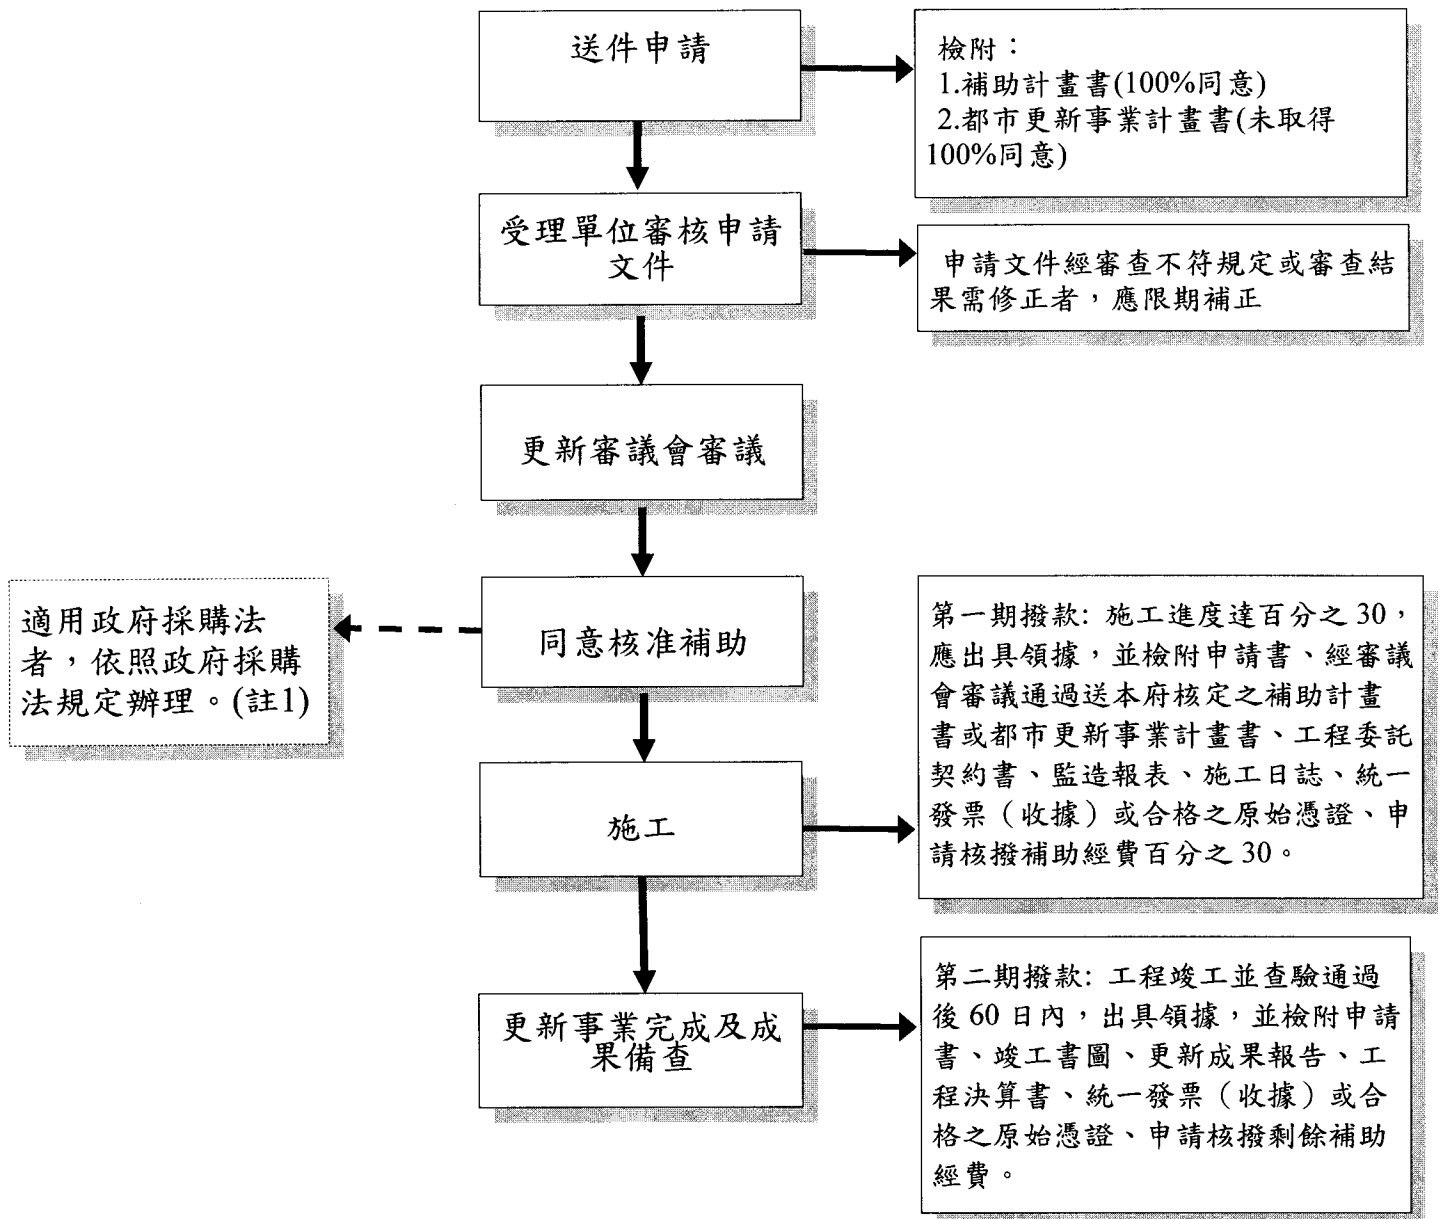 送件申請
檢附：
1.補助計畫書(100%同意)
2.都市更新事業計畫書(未取得
100%同意)
受理單位審核申請
文件
申請文件經審查不符規定或審查結
果需修正者，應限期補正
更新審議會審議
適用政府採購法
者，依照政府採購
法規定辦理。(註1)
同意核准補助
第一期撥款: 施工進度達百分之 30，
應出具領據，並檢附申請書、經審議
會審議通過送本府核定之補助計畫
書或都市更新事業計畫書、工程委託
契約書、監造報表、施工日誌、統一
發票（收據）或合格之原始憑證、申
請核撥補助經費百分之 30。
施工
更新事業完成及成
果備查
第二期撥款: 工程竣工並查驗通過
後 60 日內，出具領據，並檢附申請
書、竣工書圖、更新成果報告、工
程決算書、統一發票（收據）或合
格之原始憑證、申請核撥剩餘補助
經費。